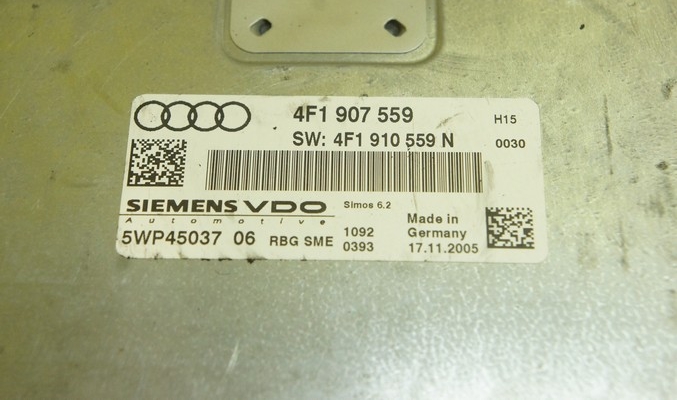 4F1 907 559 H15
SW: 4F1 910 559 N 0030
SIEMENS VDO Simos 6.2
Automotive
5WP45037 06 RBG SME 1092 Made in
0393 Germany
17.11.2005